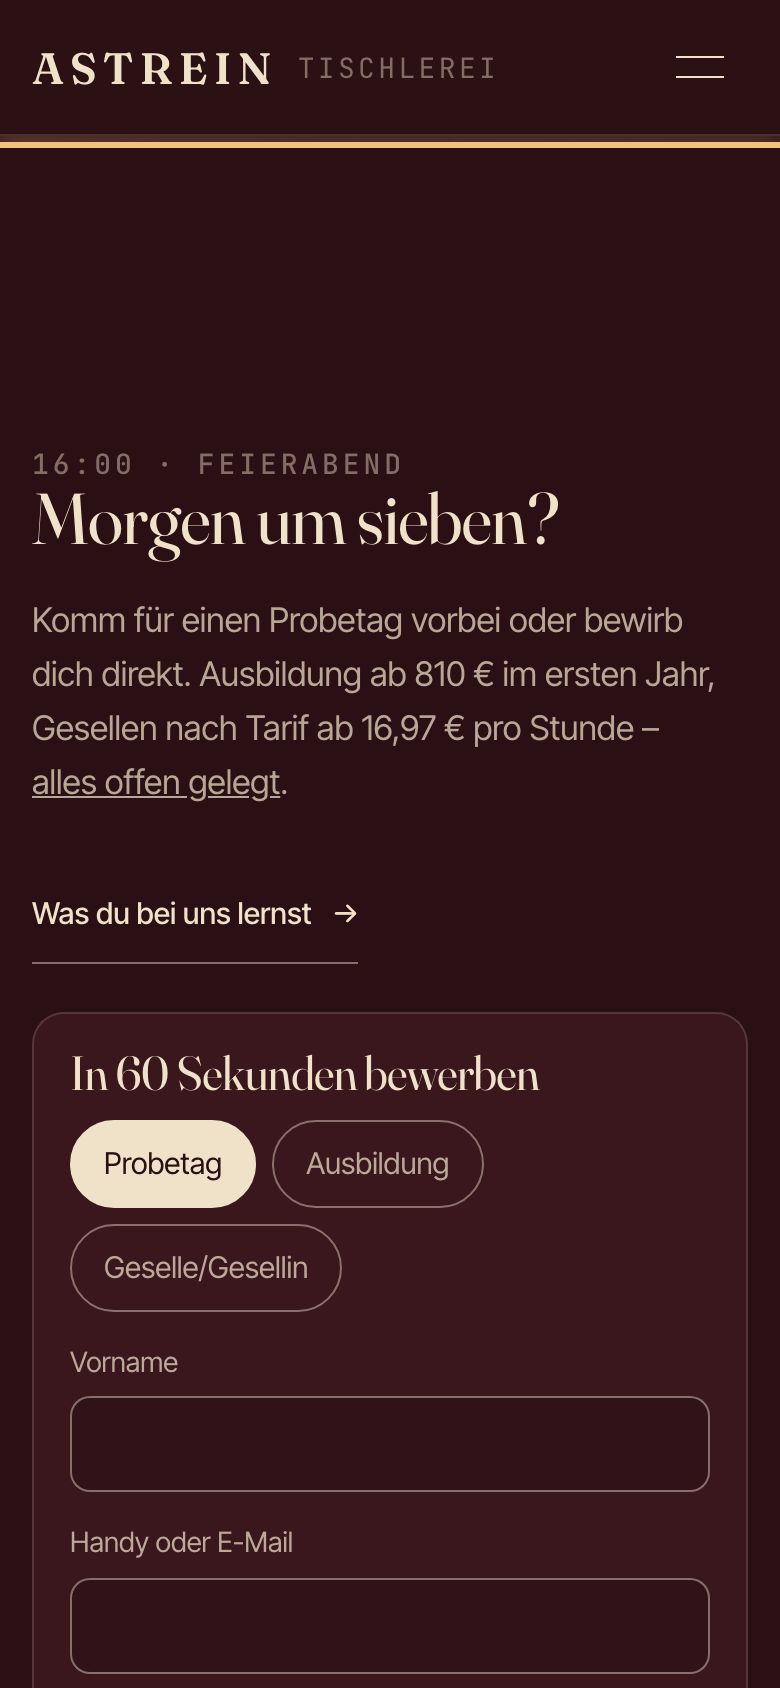 ASTREIN TISCHLEREI
16:00 · FEIERABEND
Morgen um sieben?
Komm für einen Probetag vorbei oder bewirb
dich direkt. Ausbildung ab 810 € im ersten Jahr,
Gesellen nach Tarif ab 16,97 € pro Stunde –
alles offen gelegt.
Was du bei uns lernst →
In 60 Sekunden bewerben
Probetag Ausbildung
Geselle/Gesellin
Vorname
Handy oder E-Mail